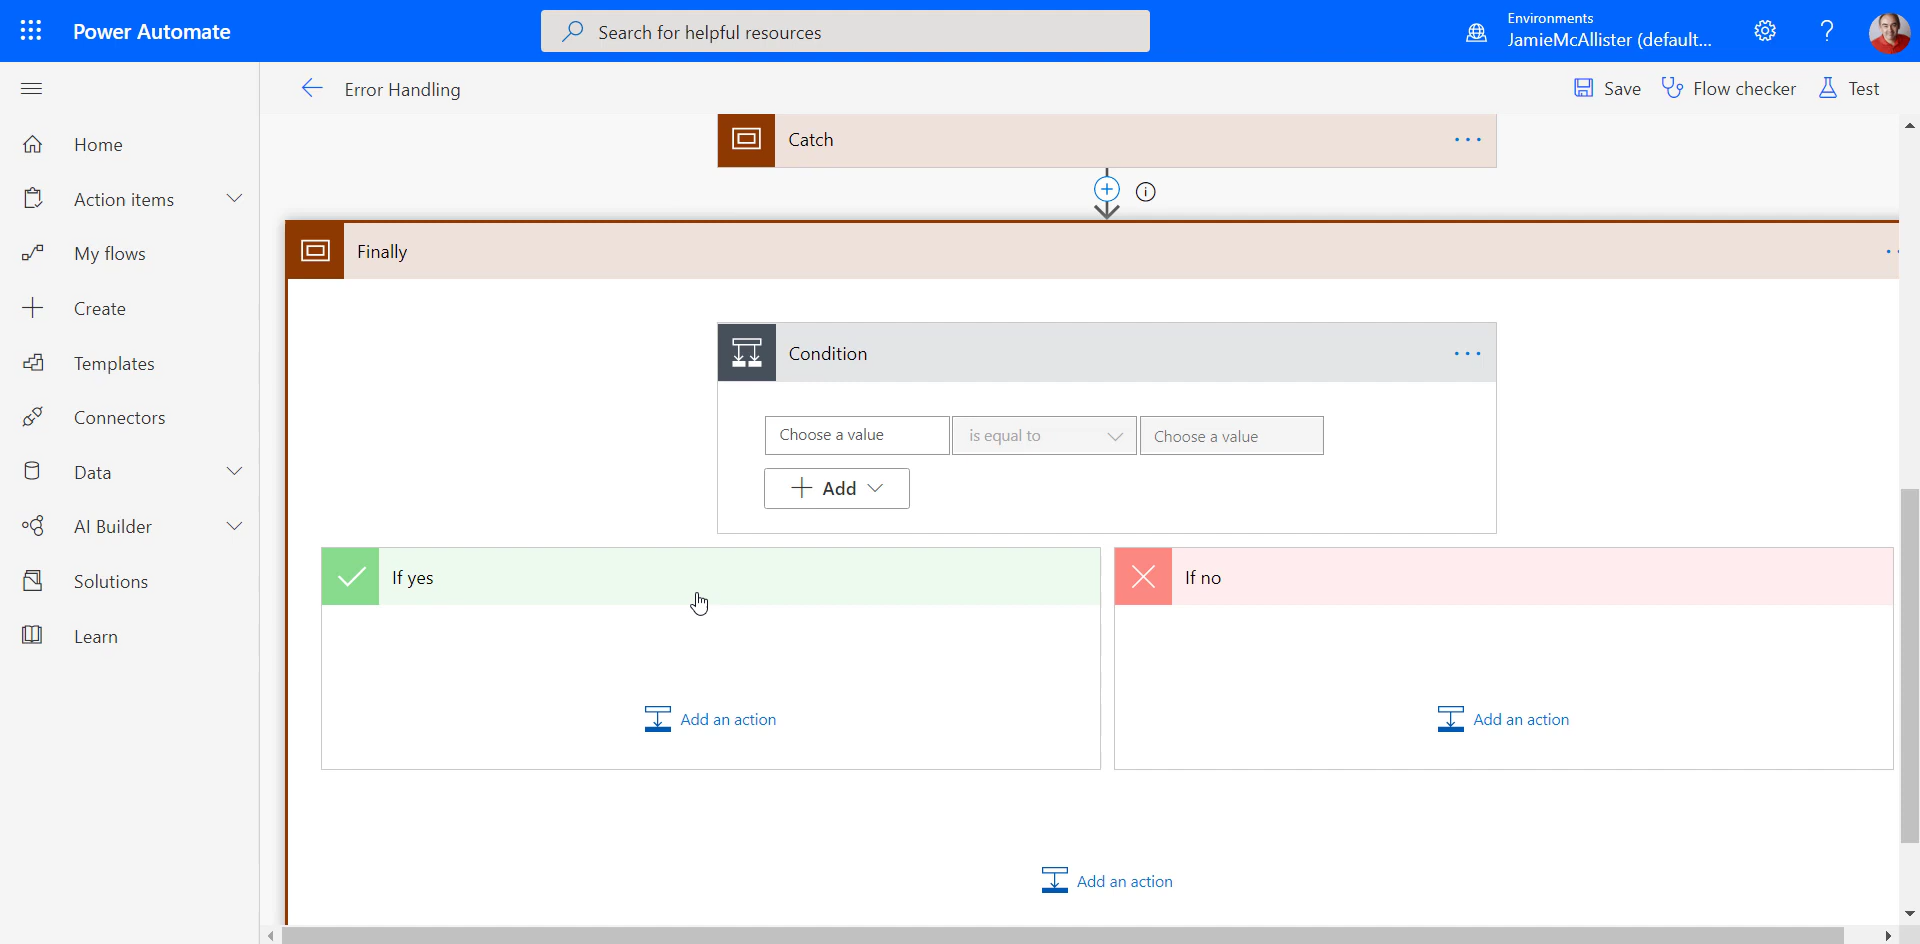 Power Automate
Search for helpful resources
Environments
JamieMcAllister (default...
Error Handling
Save
Flow checker
Test
Home
Action items
My flows
Create
Templates
Connectors
Data
AI Builder
Solutions
Learn
Catch
Finally
Condition
Choose a value
is equal to
Choose a value
Add
If yes
If no
Add an action
Add an action
Add an action